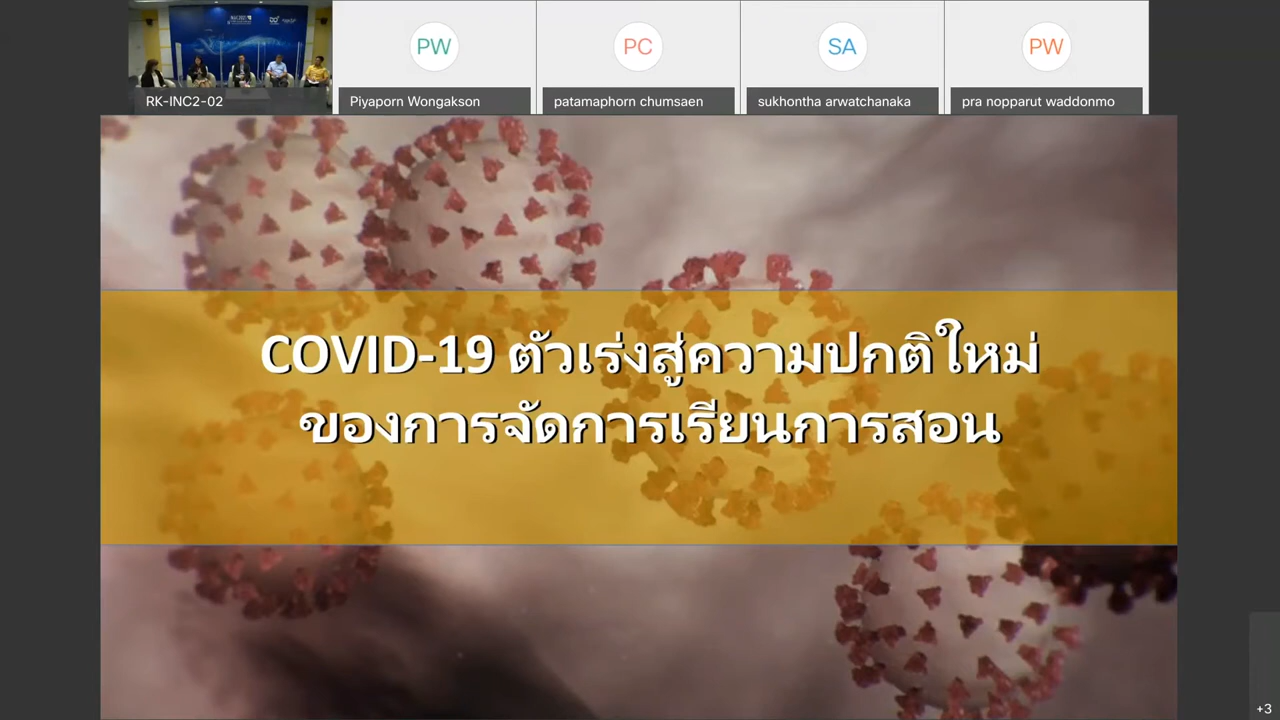 RK-INC2-02
PW
Piyaporn Wongakson
PC
patamaphorn chumsaen
SA
sukhontha arwatchanaka
PW
pra nopparut waddonmo
COVID-19 ตัวเร่งสู่ความปกติใหม่
ของการจัดการเรียนการสอน
+3